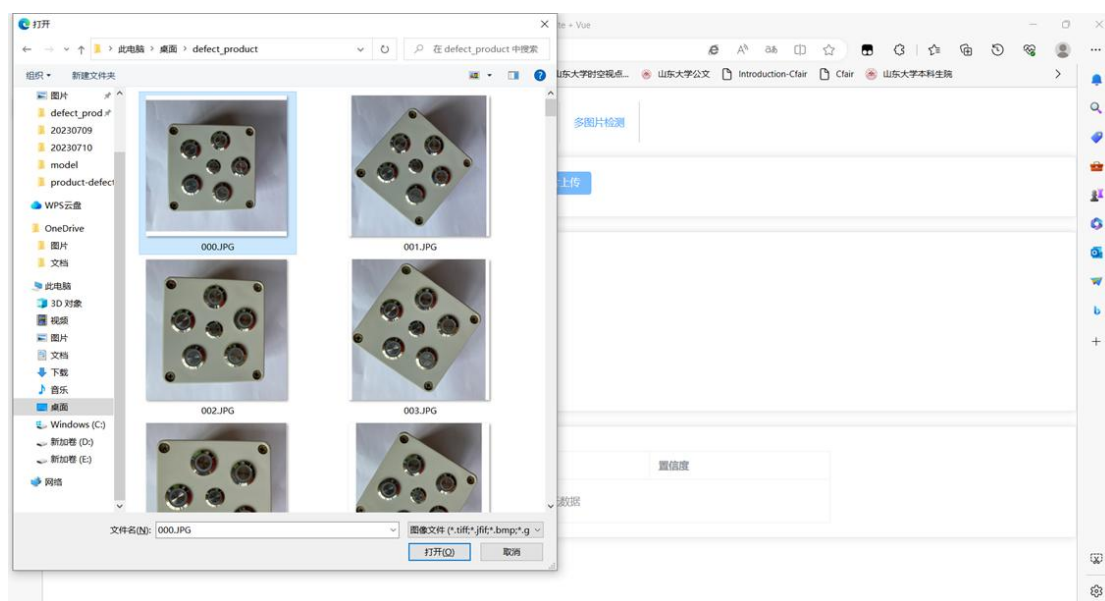 打开
te + Vue
此电脑 > 桌面 > defect_product
在 defect_product 中搜索
组织
新建文件夹
山东大学时空视点...
山东大学公文
Introduction-Cfair
Cfair
山东大学本科生院
图片
defect_prod
20230709
20230710
model
product-defect
WPS云盘
OneDrive
图片
文档
此电脑
3D 对象
视频
图片
文档
下载
音乐
桌面
Windows (C:)
新加卷 (D:)
新加卷 (E:)
网络
000.JPG
001.JPG
002.JPG
003.JPG
多图片检测
上传
置信度
数据
文件名(N):
000.JPG
图像文件 (*.tiff;*.jfif;*.bmp;*.g
打开(O)
取消